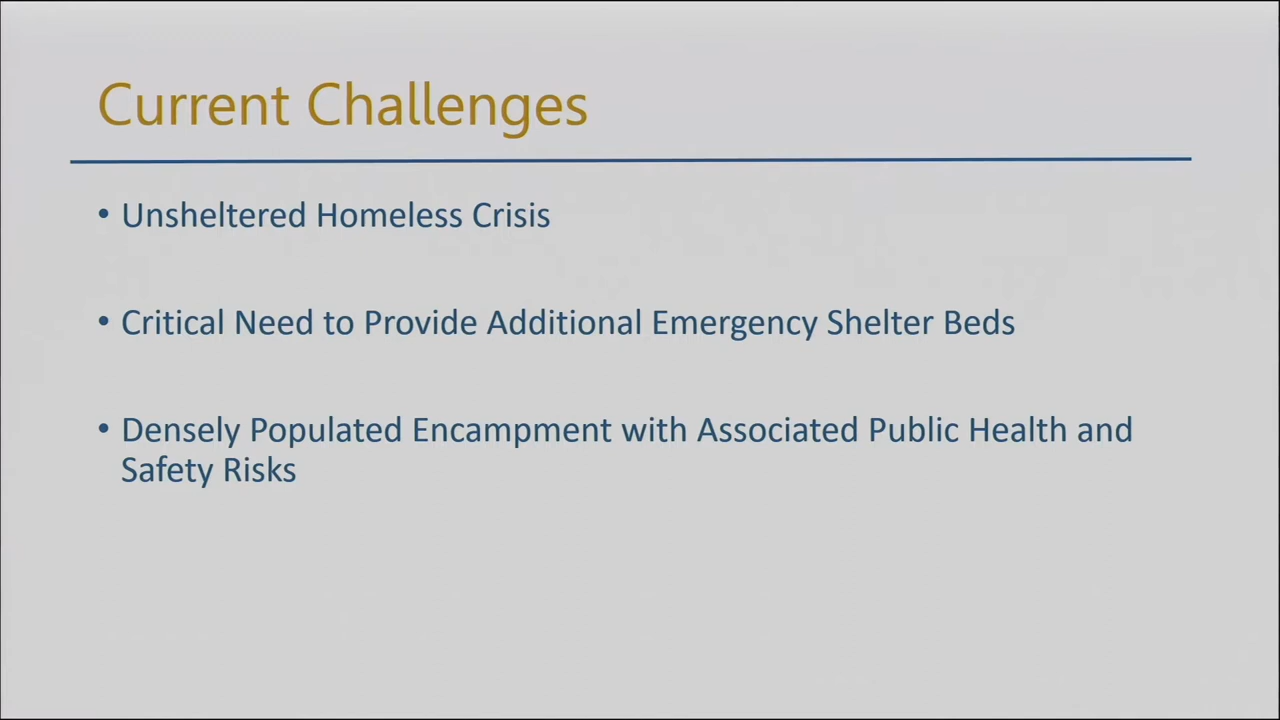 Current Challenges
• Unsheltered Homeless Crisis
• Critical Need to Provide Additional Emergency Shelter Beds
• Densely Populated Encampment with Associated Public Health and
Safety Risks